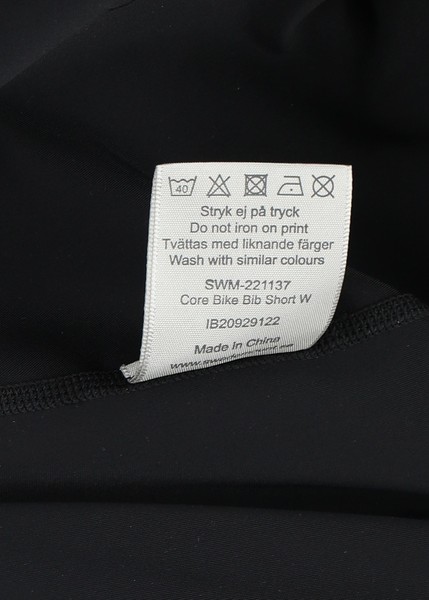 40
Stryk ej på tryck
Do not iron on print
Tvättas med liknande färger
Wash with similar colours
SWM-221137
Core Bike Bib Short W
IB20929122
Made in China